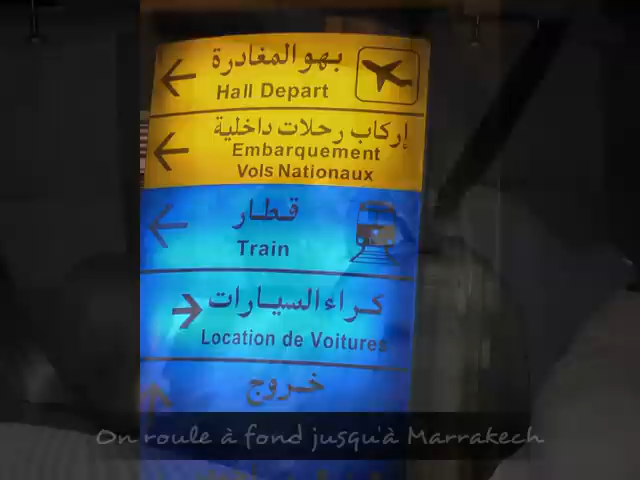 بهو المغادرة
Hall Depart
إركاب رحلات داخلية
Embarquement
Vols Nationaux
قطار
Train
كراء السيارات
Location de Voitures
خروج
On roule à fond jusqu'à Marrakech